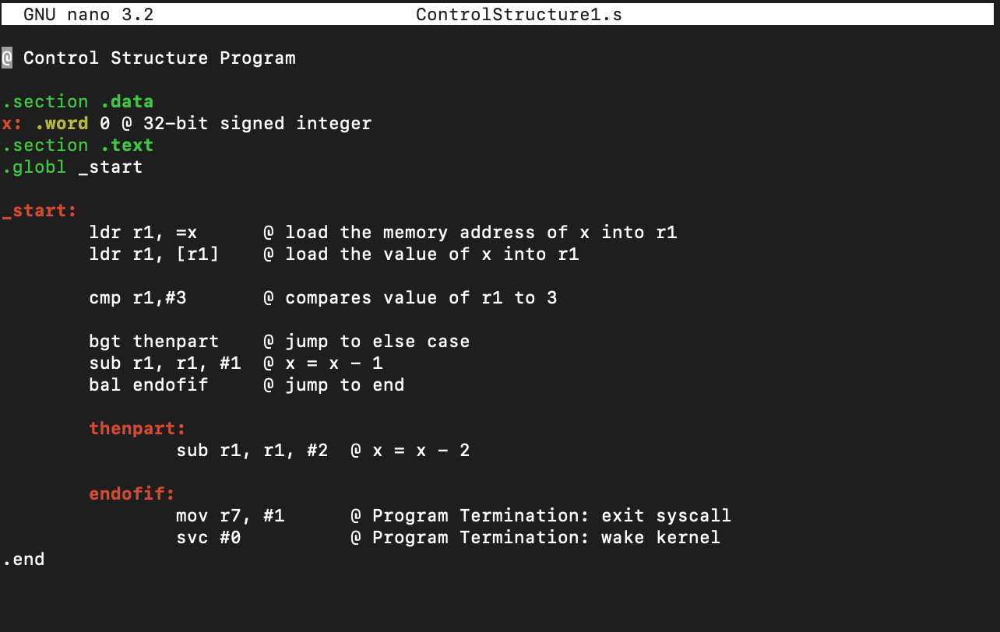 GNU nano 3.2 ControlStructure1.s
@ Control Structure Program
.section .data
x: .word 0 @ 32-bit signed integer
.section .text
.globl _start
_start:
ldr r1, =x @ load the memory address of x into r1
ldr r1, [r1] @ load the value of x into r1
cmp r1,#3 @ compares value of r1 to 3
bgt thenpart @ jump to else case
sub r1, r1, #1 @ x = x - 1
bal endofif @ jump to end
thenpart:
sub r1, r1, #2 @ x = x - 2
endofif:
mov r7, #1 @ Program Termination: exit syscall
svc #0 @ Program Termination: wake kernel
.end